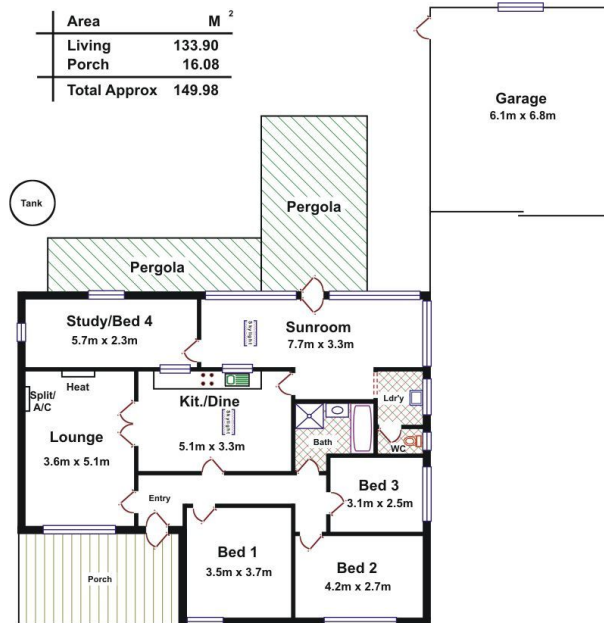 Area M 2
Living 133.90
Porch 16.08
Total Approx 149.98
Garage
6.1m x 6.8m
Tank
Pergola
Pergola
Study/Bed 4
5.7m x 2.3m
Skylight
Sunroom
7.7m x 3.3m
Split/
A/C
Heat
Lounge
3.6m x 5.1m
Kit./Dine
Skylight
5.1m x 3.3m
Ldr'y
Bath
WC
Bed 3
3.1m x 2.5m
Entry
Bed 1
3.5m x 3.7m
Bed 2
4.2m x 2.7m
Porch